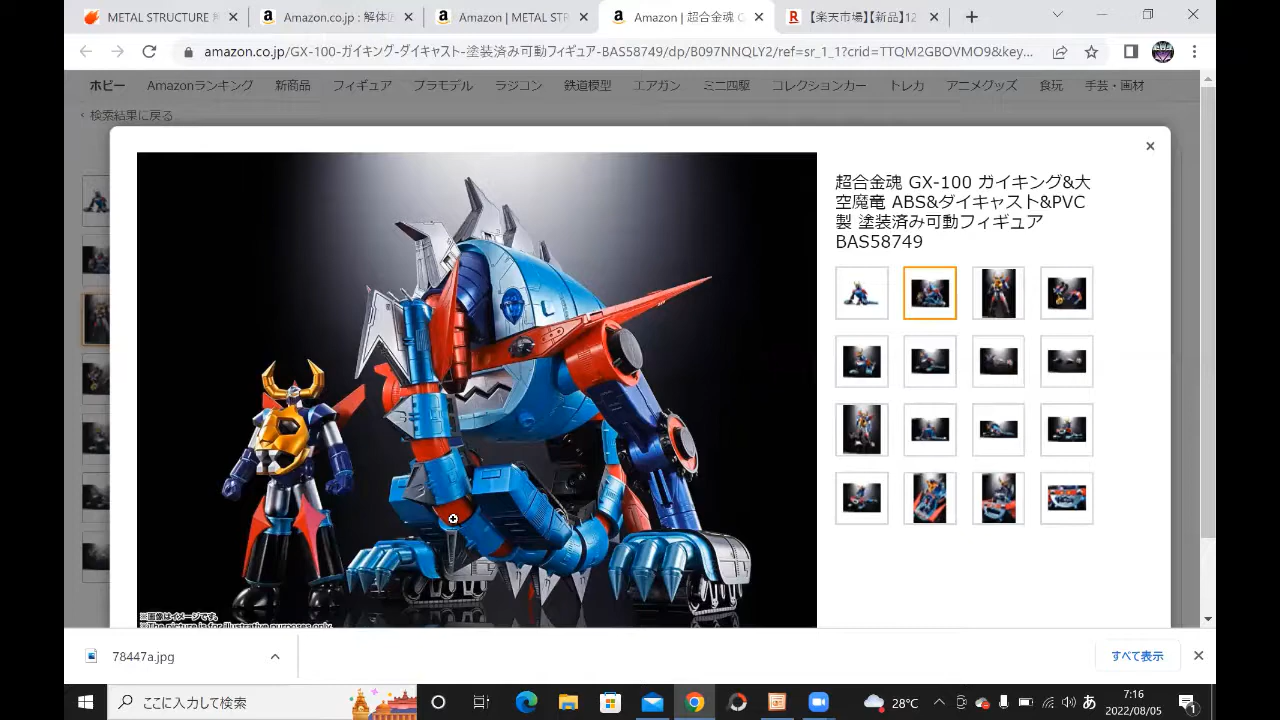 METAL STRUCTURE
Amazon.co.jp : 解体匠
Amazon | METAL STR
Amazon | 超合金魂 G
【楽天市場】【新品】12
amazon.co.jp/GX-100-ガイキング-ダイキャスト-塗装済み可動フィギュア-BAS58749/dp/B097NNQLY2/ref=sr_1_1?crid=TTQM2GBOVMO9&key...
ホビー Amazonランキング 新商品 フィギュア プラモデル ラジコン 鉄道模型 エアガン ミニ四駆 コレクションカー トレカ アニメグッズ 食玩 手芸・画材
‹ 検索結果に戻る
超合金魂 GX-100 ガイキング&大
空魔竜 ABS&ダイキャスト&PVC
製 塗装済み可動フィギュア
BAS58749
※画像はイメージです。
※The picture is for illustrative purposes only.
78447a.jpg
すべて表示
ここに入力して検索
28°C
あ
7:16
2022/08/05
1